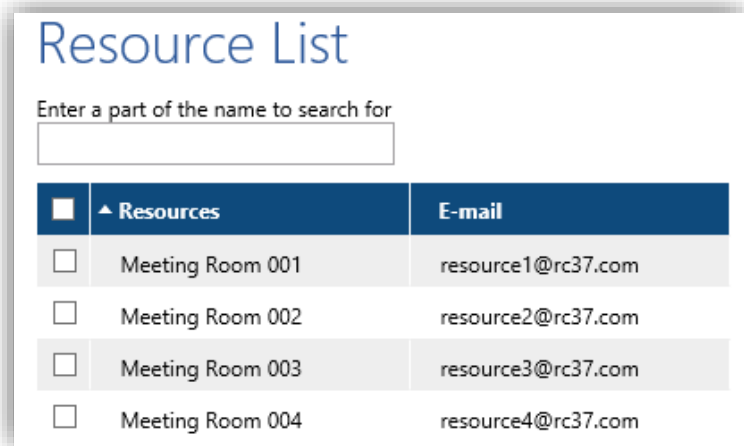 Resource List
Enter a part of the name to search for
Resources E-mail
Meeting Room 001 resource1@rc37.com
Meeting Room 002 resource2@rc37.com
Meeting Room 003 resource3@rc37.com
Meeting Room 004 resource4@rc37.com